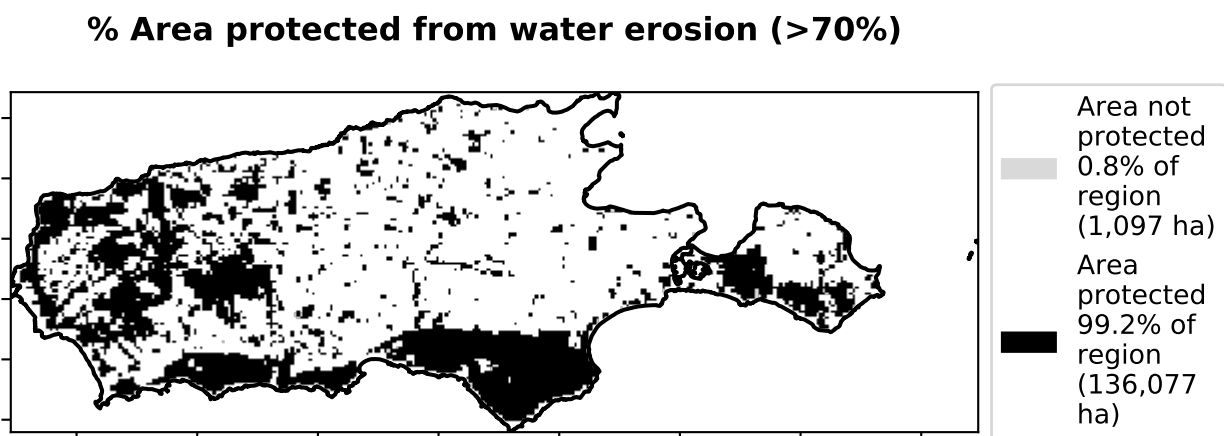 % Area protected from water erosion (>70%)
Area not
protected
0.8% of
region
(1,097 ha)
Area
protected
99.2% of
region
(136,077
ha)